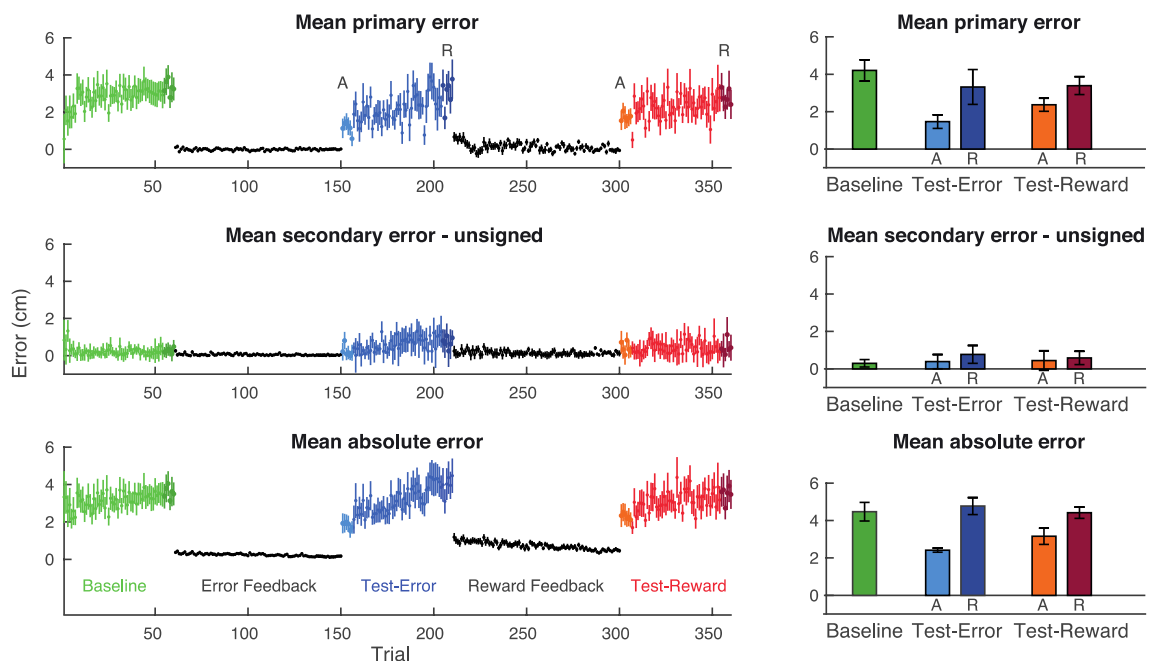 Mean primary error
6
4
2
0
A
R
A
R
50
100
150
200
250
300
350
Mean primary error
6
4
2
0
A
R
A
R
Baseline
Test-Error
Test-Reward
Mean secondary error - unsigned
6
4
2
0
50
100
150
200
250
300
350
Mean secondary error - unsigned
6
4
2
0
A
R
A
R
Baseline
Test-Error
Test-Reward
Error (cm)
Mean absolute error
6
4
2
0
Baseline
Error Feedback
Test-Error
Reward Feedback
Test-Reward
50
100
150
200
250
300
350
Trial
Mean absolute error
6
4
2
0
A
R
A
R
Baseline
Test-Error
Test-Reward